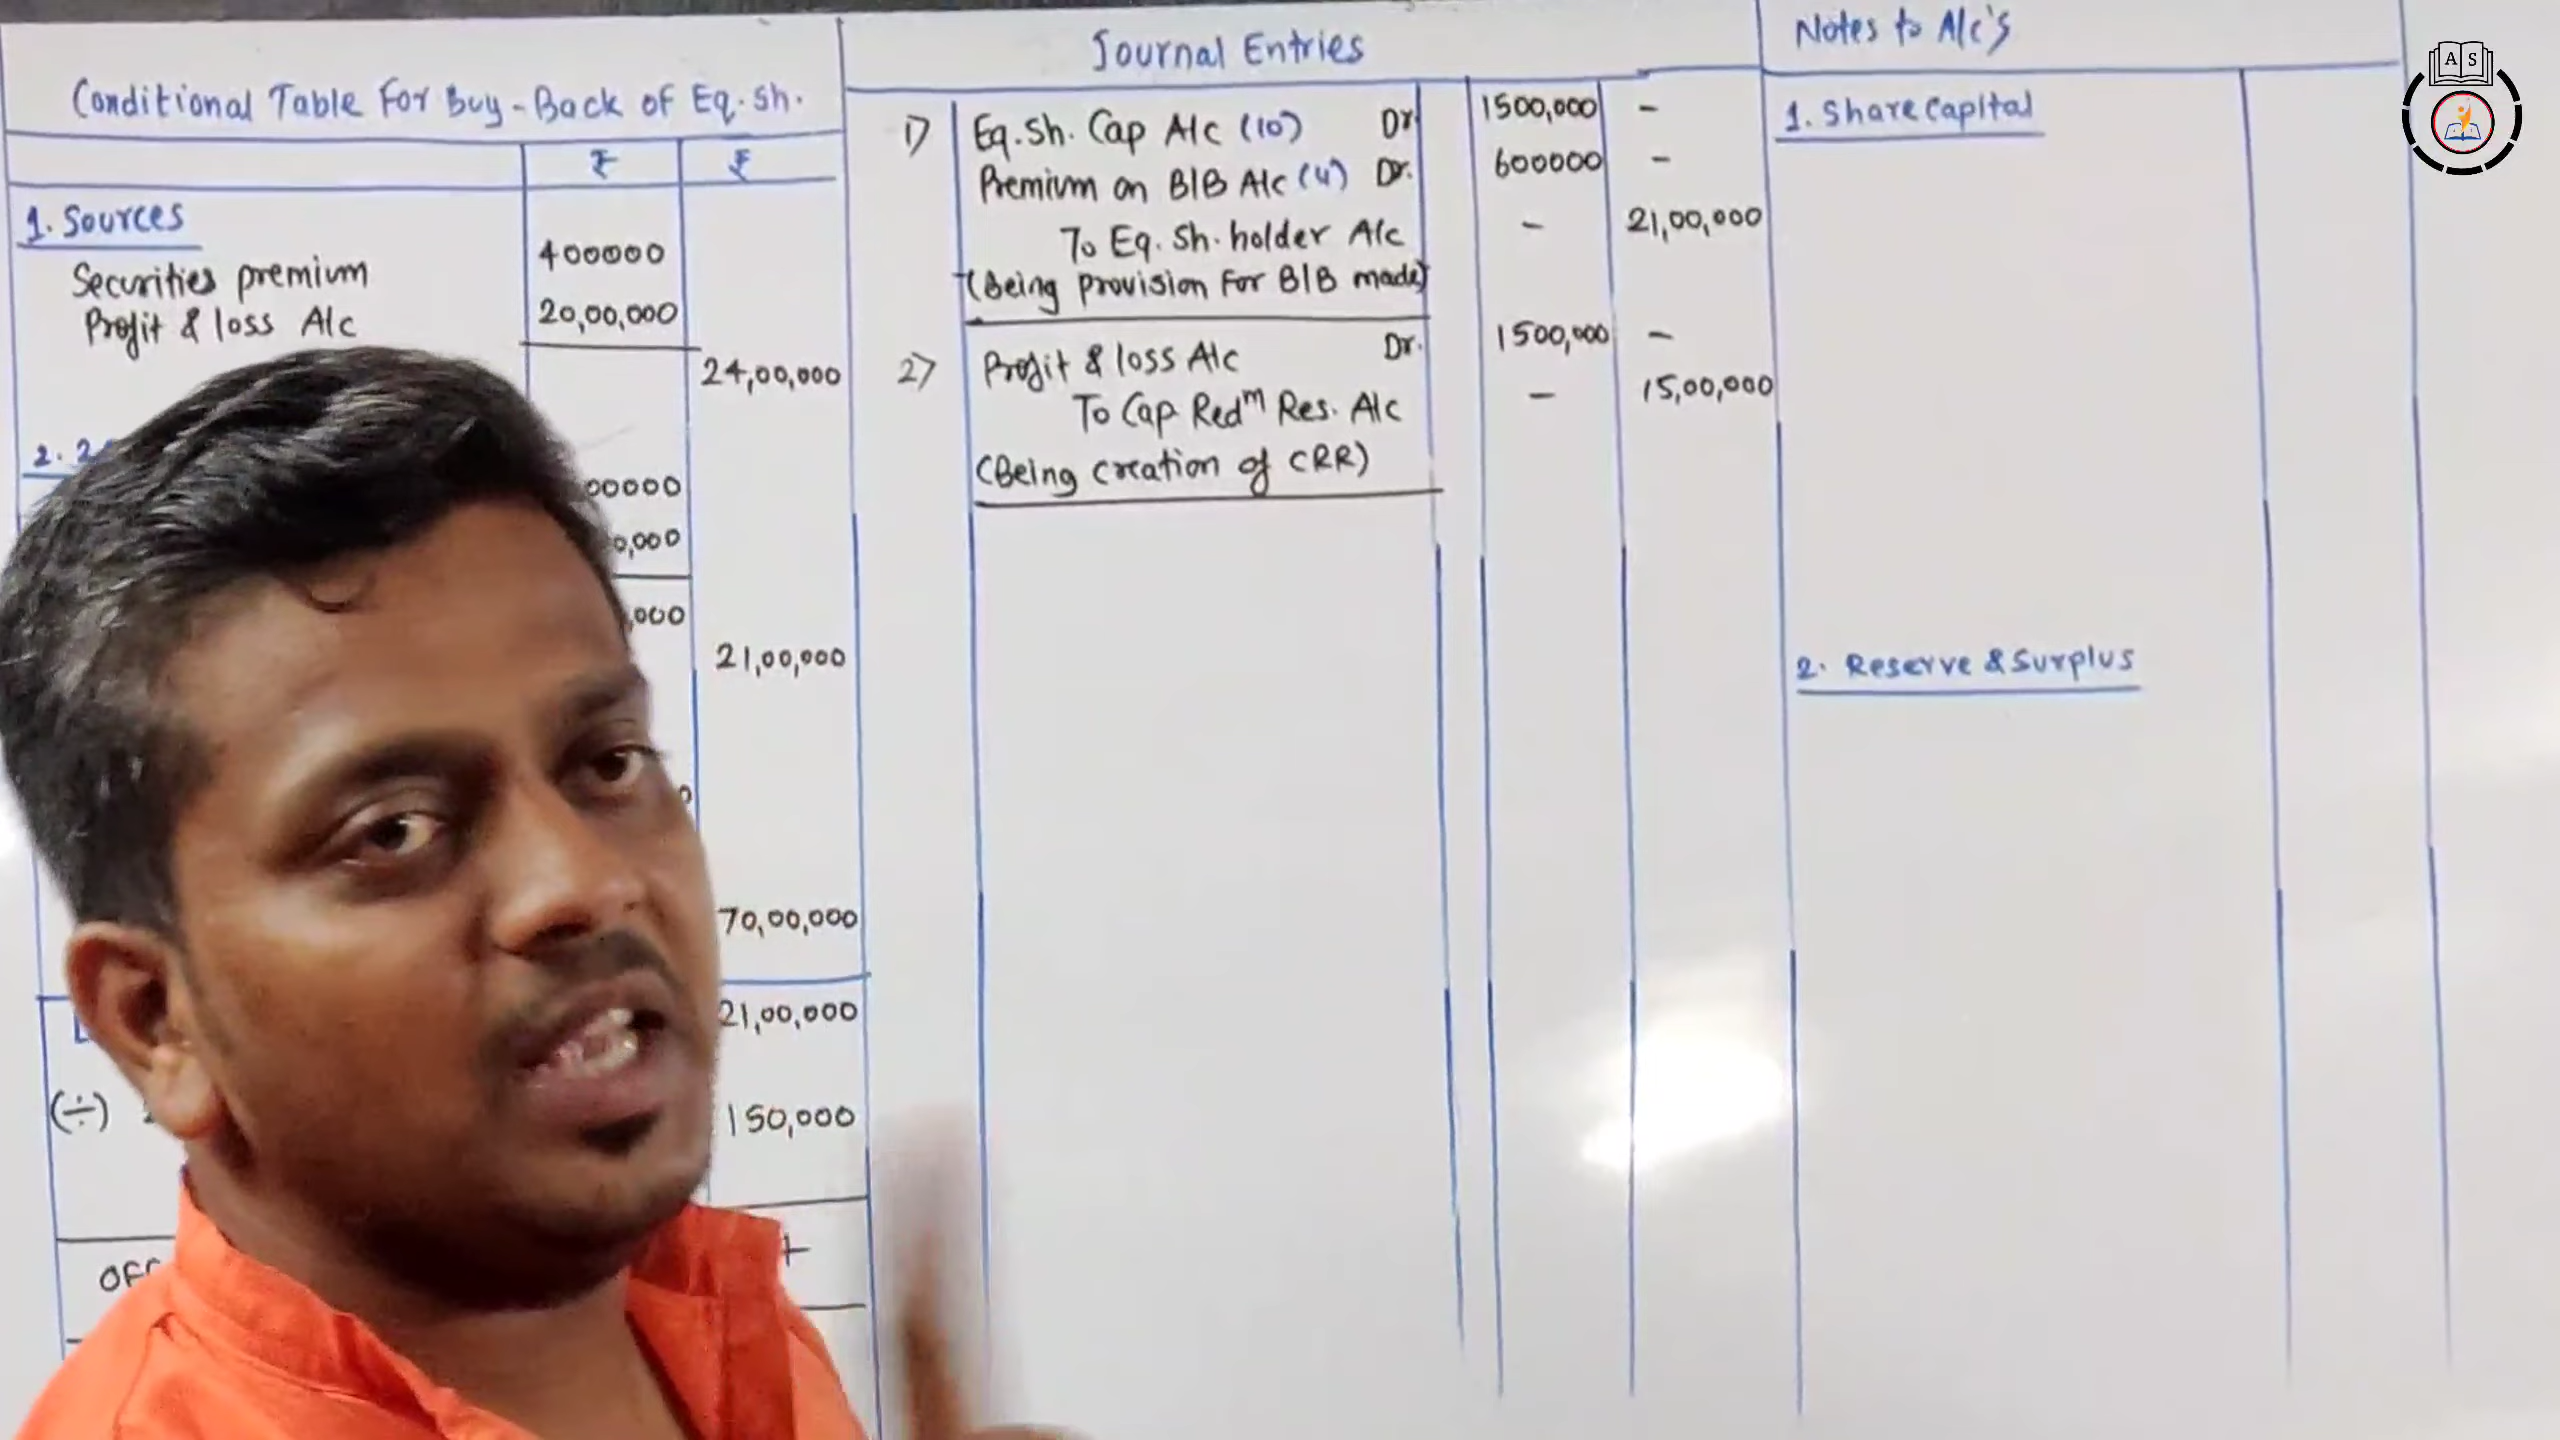 Conditional Table For Buy-Back of Eq. Sh.
₹ ₹
1. Sources
Securities premium 400000
Profit & loss A/c 20,00,000
24,00,000
2.
00000
0,000
,000
21,00,000
70,00,000
21,00,000
(÷) 150,000
Journal Entries
1) Eq. Sh. Cap A/c (10) Dr 1500,000 -
Premium on B/B A/c (4) Dr. 600000 -
To Eq. Sh. holder A/c - 21,00,000
(Being provision For B/B made)
2) Profit & loss A/c Dr. 1500,000 -
To Cap Redm Res. A/c - 15,00,000
(Being creation of CRR)
Notes to A/c's
1. Share Capital
2. Reserve & Surplus
A S